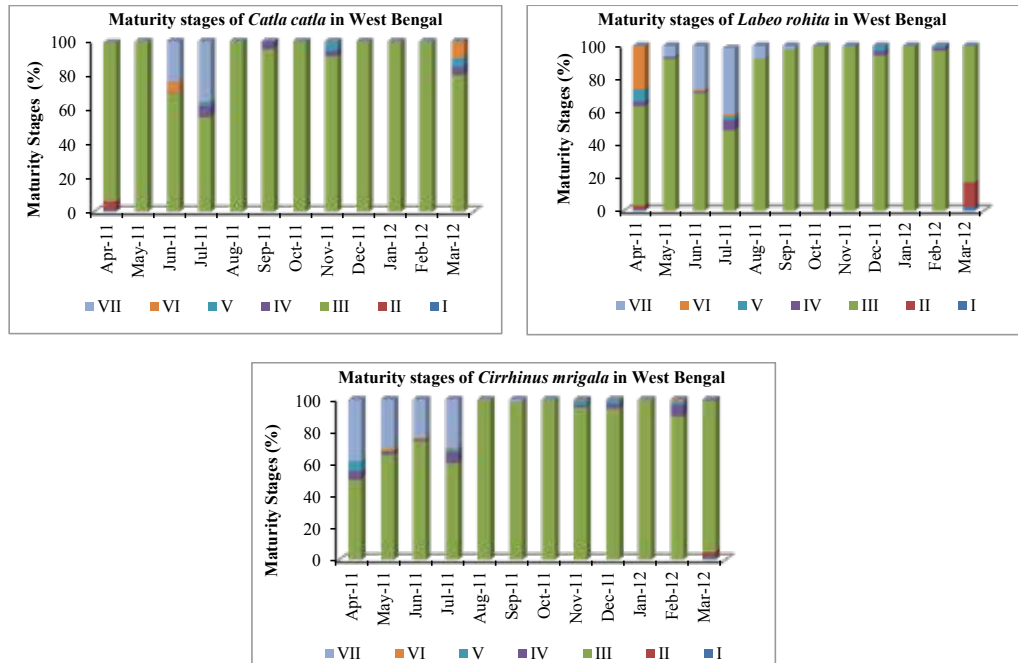 Maturity stages of Catla catla in West Bengal
Maturity Stages (%)
100
80
60
40
20
0
Apr-11
May-11
Jun-11
Jul-11
Aug-11
Sep-11
Oct-11
Nov-11
Dec-11
Jan-12
Feb-12
Mar-12
VII VI V IV III II I
Maturity stages of Labeo rohita in West Bengal
Maturity Stages (%)
100
80
60
40
20
0
Apr-11
May-11
Jun-11
Jul-11
Aug-11
Sep-11
Oct-11
Nov-11
Dec-11
Jan-12
Feb-12
Mar-12
VII VI V IV III II I
Maturity stages of Cirrhinus mrigala in West Bengal
Maturity Stages (%)
100
80
60
40
20
0
Apr-11
May-11
Jun-11
Jul-11
Aug-11
Sep-11
Oct-11
Nov-11
Dec-11
Jan-12
Feb-12
Mar-12
VII VI V IV III II I